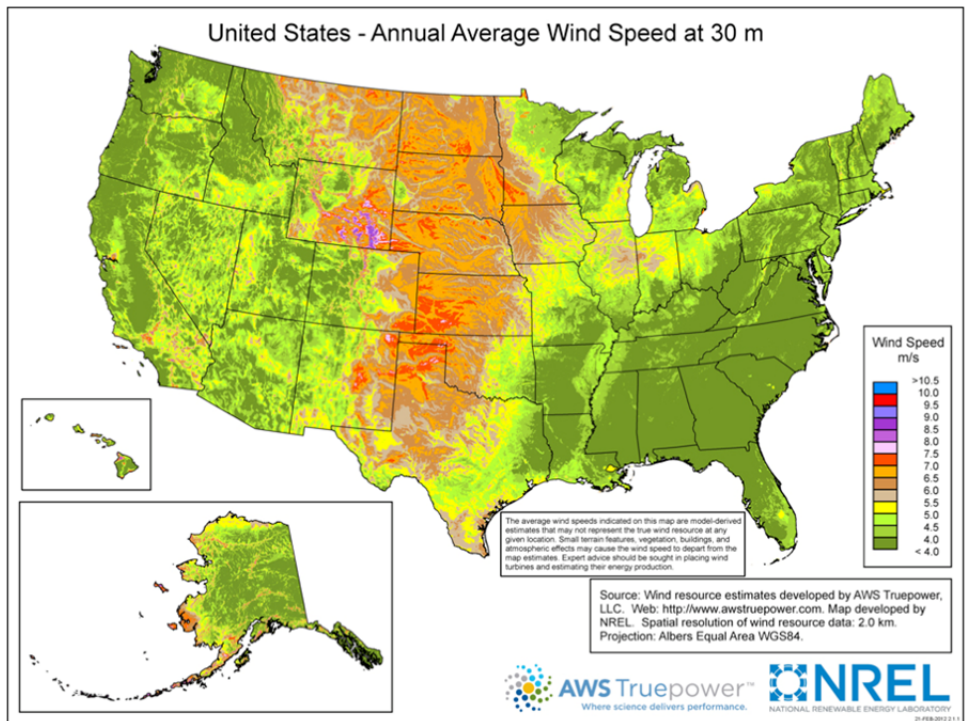 United States - Annual Average Wind Speed at 30 m
Wind Speed
m/s
>10.5
10.0
9.5
9.0
8.5
8.0
7.5
7.0
6.5
6.0
5.5
5.0
4.5
4.0
< 4.0
The average wind speeds indicated on this map are model-derived
estimates that may not represent the true wind resource at any
given location. Small terrain features, vegetation, buildings, and
atmospheric effects may cause the wind speed to depart from the
map estimates. Expert advice should be sought in placing wind
turbines and estimating their energy production.
Source: Wind resource estimates developed by AWS Truepower,
LLC. Web: http://www.awstruepower.com. Map developed by
NREL. Spatial resolution of wind resource data: 2.0 km.
Projection: Albers Equal Area WGS84.
AWS Truepower™
Where science delivers performance.
NREL
NATIONAL RENEWABLE ENERGY LABORATORY